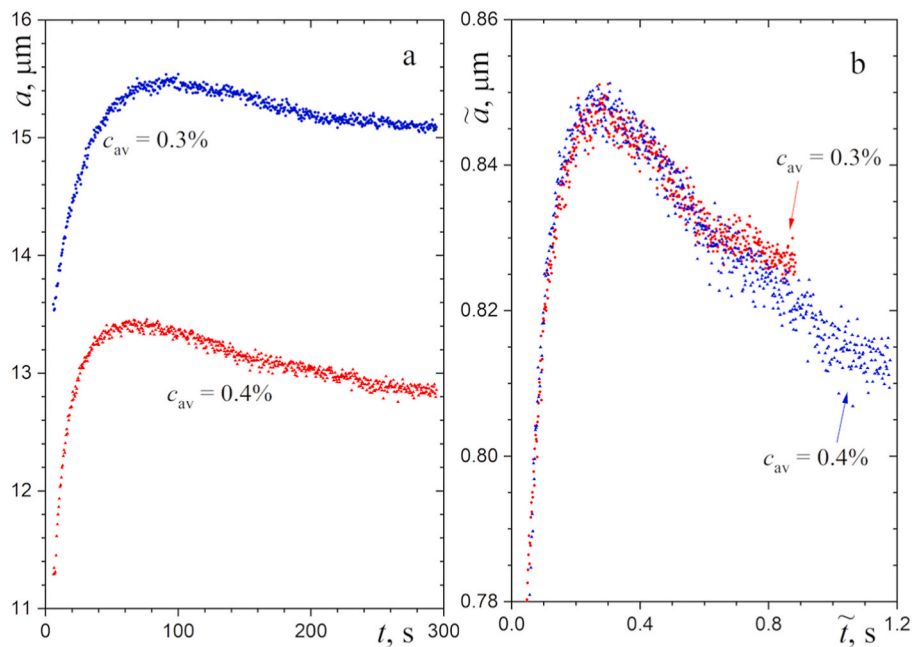 16
15
14
13
12
11
a, μm
a
c_av = 0.3%
c_av = 0.4%
0
100
200
300
t, s
0.86
0.84
0.82
0.80
0.78
ã, μm
b
c_av = 0.3%
c_av = 0.4%
0.0
0.4
0.8
1.2
t̃, s